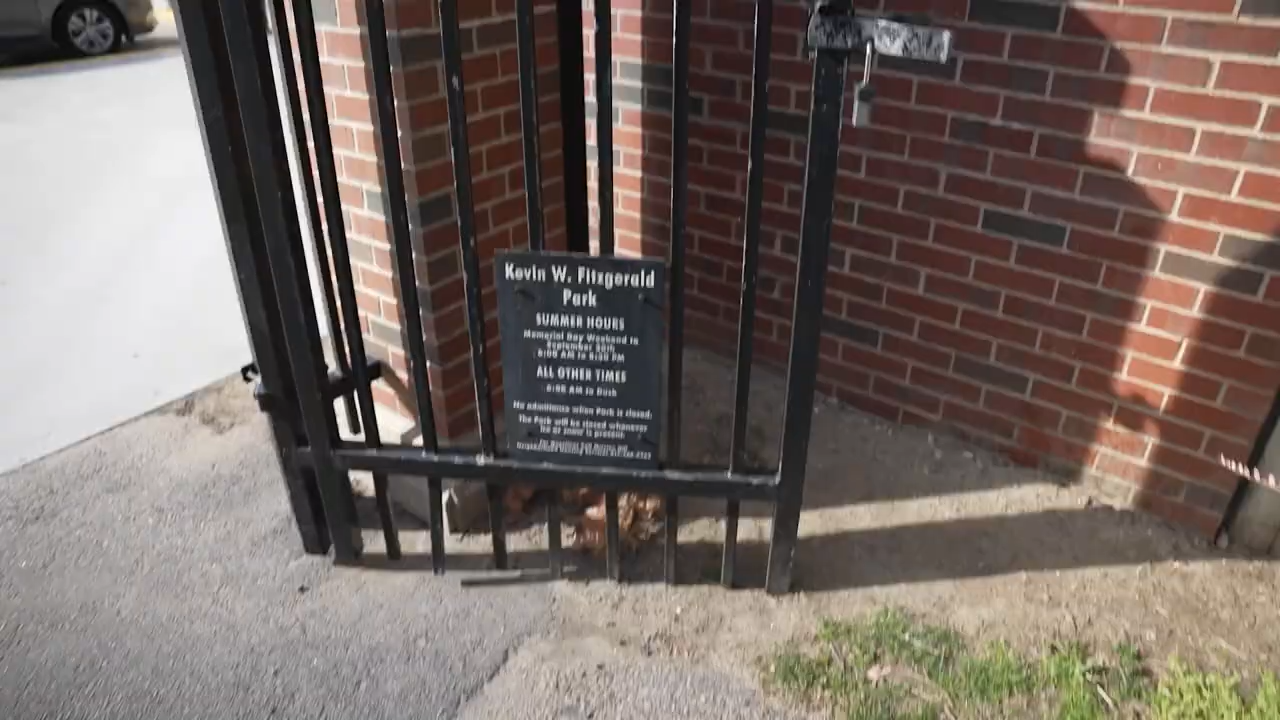 Kevin W. Fitzgerald
Park
SUMMER HOURS
Memorial Day Weekend to
September 30th
8:00 AM to 8:30 PM
ALL OTHER TIMES
8:00 AM to Dusk
No admittance when Park is closed.
The Park will be closed whenever
ice or snow is present.